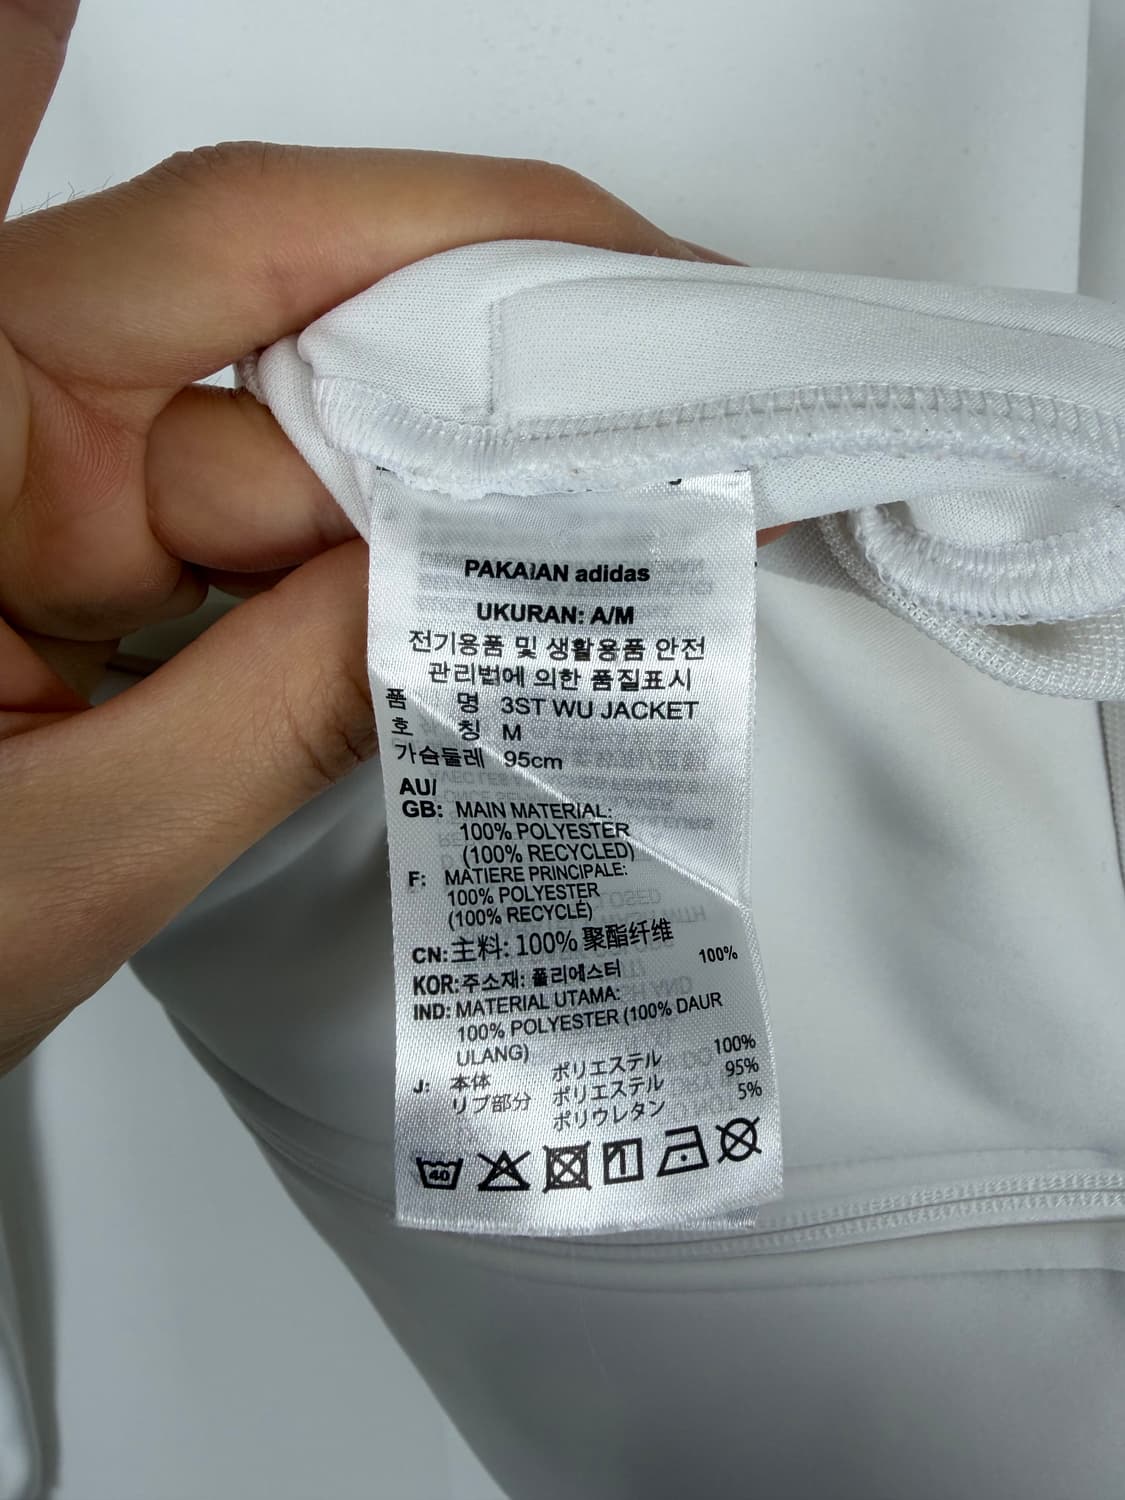 PAKAIAN adidas
UKURAN: A/M
전기용품 및 생활용품 안전
관리법에 의한 품질표시
품 명 3ST WU JACKET
호 칭 M
가슴둘레 95cm
AU/
GB: MAIN MATERIAL:
100% POLYESTER
(100% RECYCLED)
F: MATIERE PRINCIPALE:
100% POLYESTER
(100% RECYCLÉ)
CN: 主料: 100% 聚酯纤维
KOR: 주소재: 폴리에스터 100%
IND: MATERIAL UTAMA:
100% POLYESTER (100% DAUR
ULANG)
J: 本体 ポリエステル 100%
リブ部分 ポリエステル 95%
ポリウレタン 5%
40